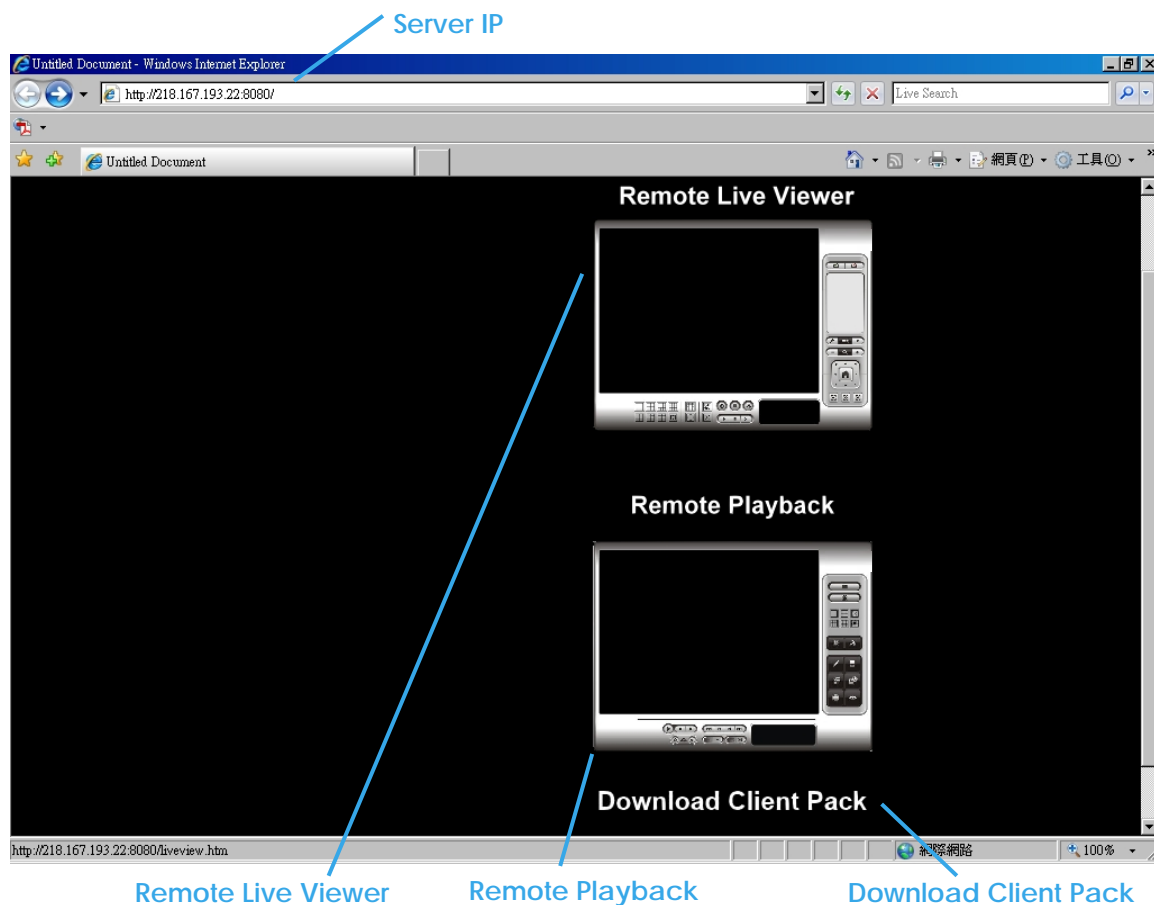 Server IP
Untitled Document - Windows Internet Explorer
http://218.167.193.22:8080/
Live Search
Untitled Document
網頁(P)
工具(O)
Remote Live Viewer
Remote Playback
Download Client Pack
http://218.167.193.22:8080/liveview.htm
網際網路
100%
Remote Live Viewer
Remote Playback
Download Client Pack